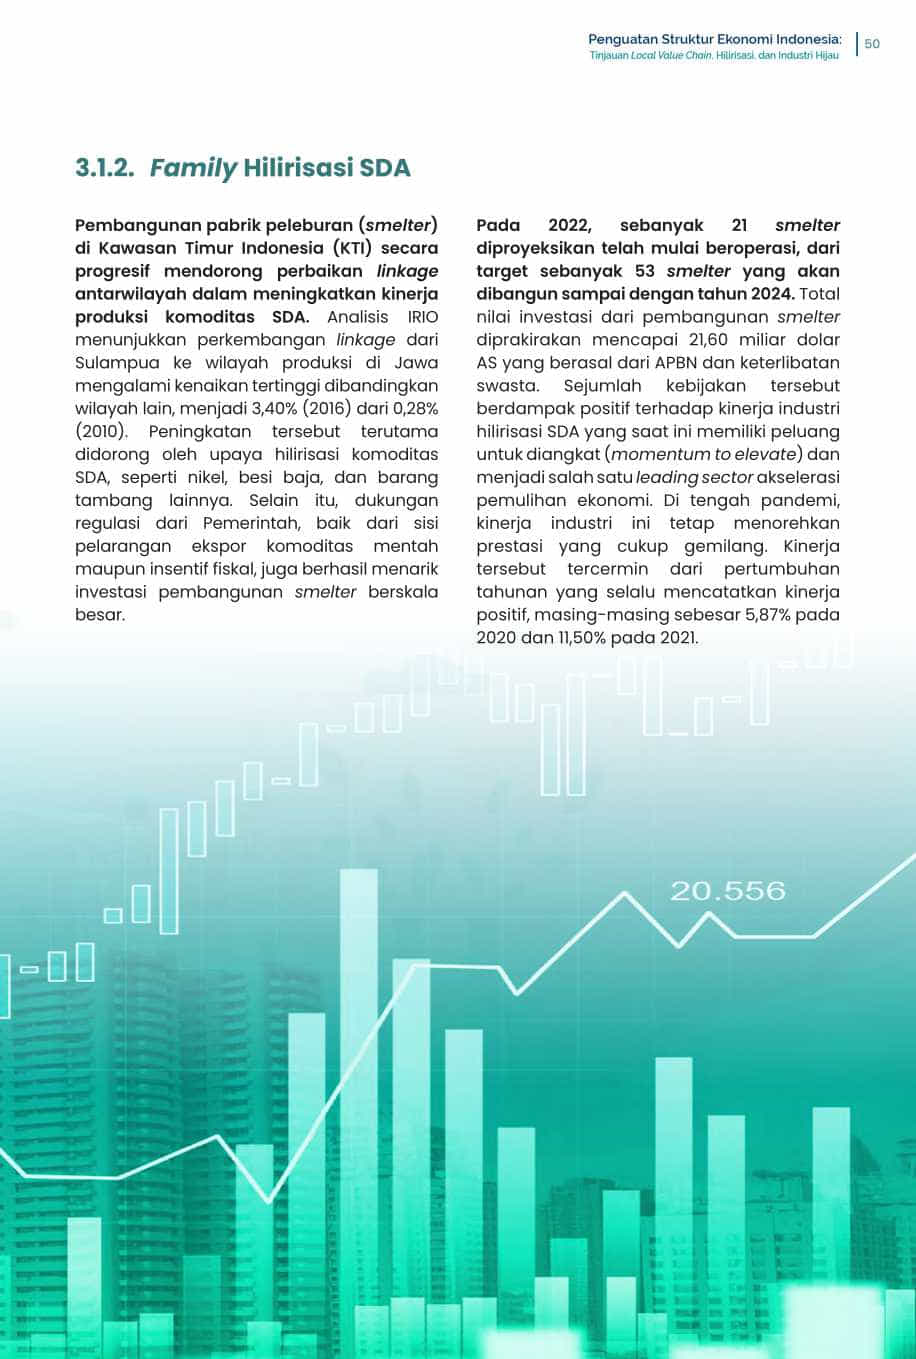 Penguatan Struktur Ekonomi Indonesia:
Tinjauan Local Value Chain, Hilirisasi, dan Industri Hijau
50
3.1.2. Family Hilirisasi SDA
Pembangunan pabrik peleburan (smelter)
di Kawasan Timur Indonesia (KTI) secara
progresif mendorong perbaikan linkage
antarwilayah dalam meningkatkan kinerja
produksi komoditas SDA. Analisis IRIO
menunjukkan perkembangan linkage dari
Sulampua ke wilayah produksi di Jawa
mengalami kenaikan tertinggi dibandingkan
wilayah lain, menjadi 3,40% (2016) dari 0,28%
(2010). Peningkatan tersebut terutama
didorong oleh upaya hilirisasi komoditas
SDA, seperti nikel, besi baja, dan barang
tambang lainnya. Selain itu, dukungan
regulasi dari Pemerintah, baik dari sisi
pelarangan ekspor komoditas mentah
maupun insentif fiskal, juga berhasil menarik
investasi pembangunan smelter berskala
besar.
Pada 2022, sebanyak 21 smelter
diproyeksikan telah mulai beroperasi, dari
target sebanyak 53 smelter yang akan
dibangun sampai dengan tahun 2024. Total
nilai investasi dari pembangunan smelter
diprakirakan mencapai 21,60 miliar dolar
AS yang berasal dari APBN dan keterlibatan
swasta. Sejumlah kebijakan tersebut
berdampak positif terhadap kinerja industri
hilirisasi SDA yang saat ini memiliki peluang
untuk diangkat (momentum to elevate) dan
menjadi salah satu leading sector akselerasi
pemulihan ekonomi. Di tengah pandemi,
kinerja industri ini tetap menorehkan
prestasi yang cukup gemilang. Kinerja
tersebut tercermin dari pertumbuhan
tahunan yang selalu mencatatkan kinerja
positif, masing-masing sebesar 5,87% pada
2020 dan 11,50% pada 2021.
20.556